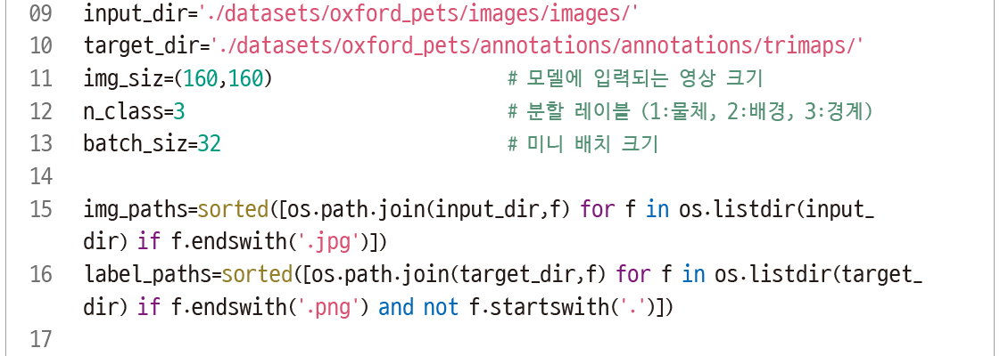 09 input_dir='./datasets/oxford_pets/images/images/'
10 target_dir='./datasets/oxford_pets/annotations/annotations/trimaps/'
11 img_siz=(160,160) # 모델에 입력되는 영상 크기
12 n_class=3 # 분할 레이블 (1:물체, 2:배경, 3:경계)
13 batch_siz=32 # 미니 배치 크기
14
15 img_paths=sorted([os.path.join(input_dir,f) for f in os.listdir(input_
dir) if f.endswith('.jpg')])
16 label_paths=sorted([os.path.join(target_dir,f) for f in os.listdir(target_
dir) if f.endswith('.png') and not f.startswith('.')])
17